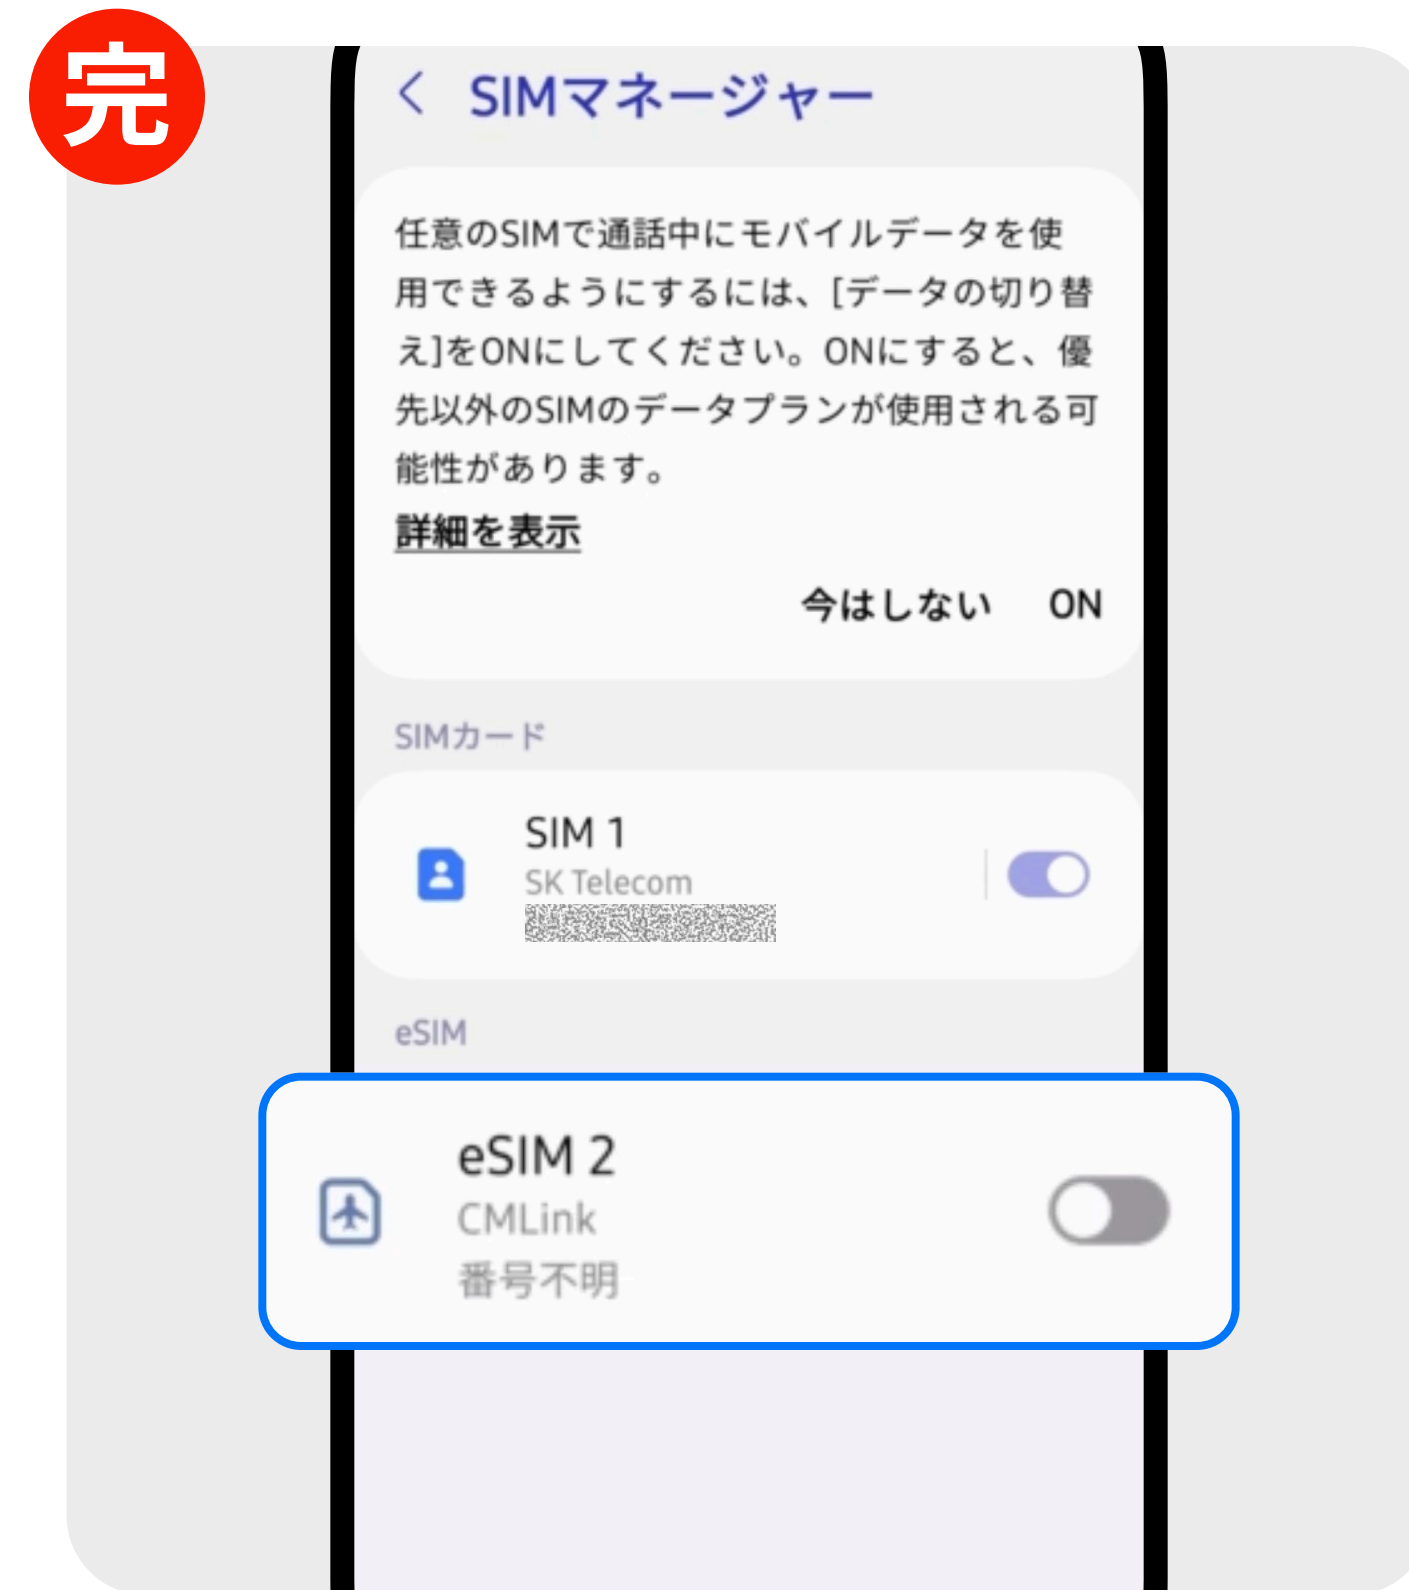 完
SIMマネージャー
任意のSIMで通話中にモバイルデータを使
用できるようにするには、[データの切り替
え]をONにしてください。ONにすると、優
先以外のSIMのデータプランが使用される可
能性があります。
詳細を表示
今はしない ON
SIMカード
SIM 1
SK Telecom
eSIM
eSIM 2
CMLink
番号不明